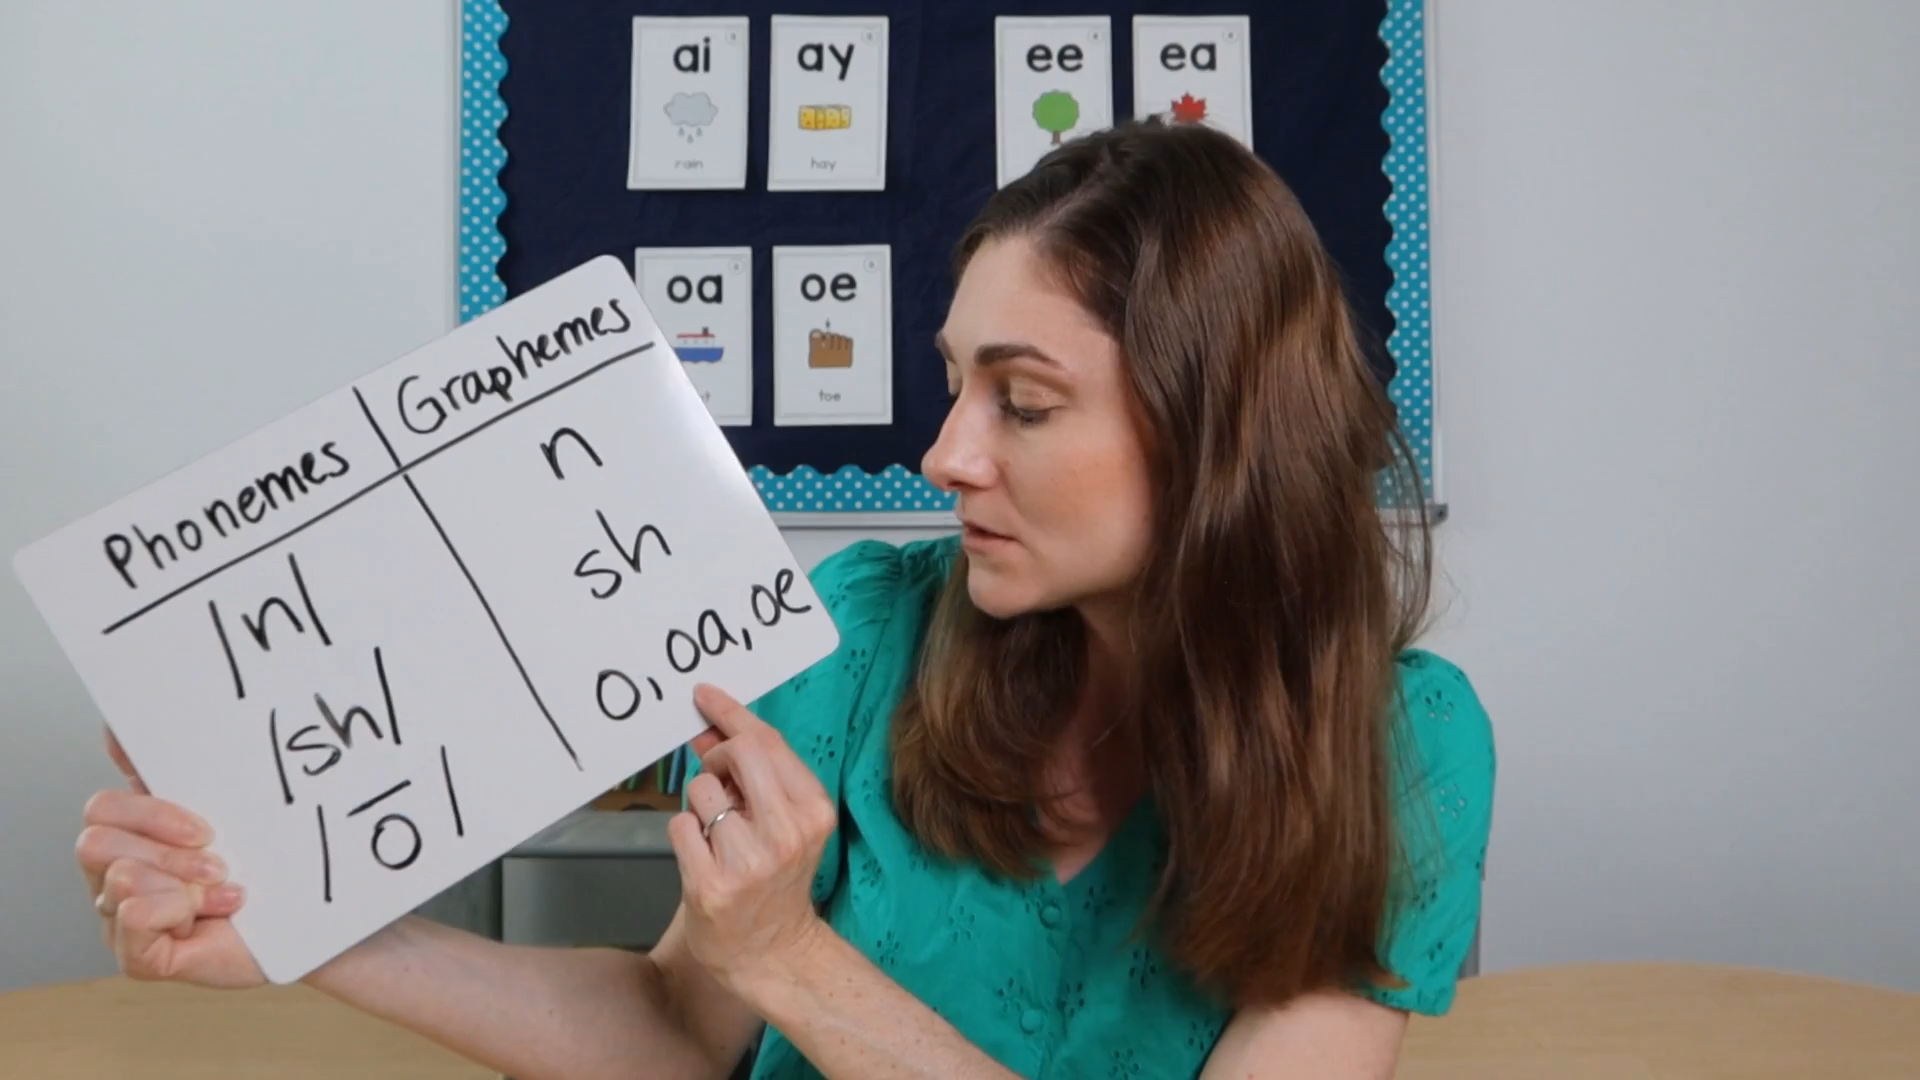 ai
rain
ay
hay
ee
ea
oa
oe
toe
Phonemes | Graphemes
/n/ n
/sh/ sh
/ō/ o, oa, oe